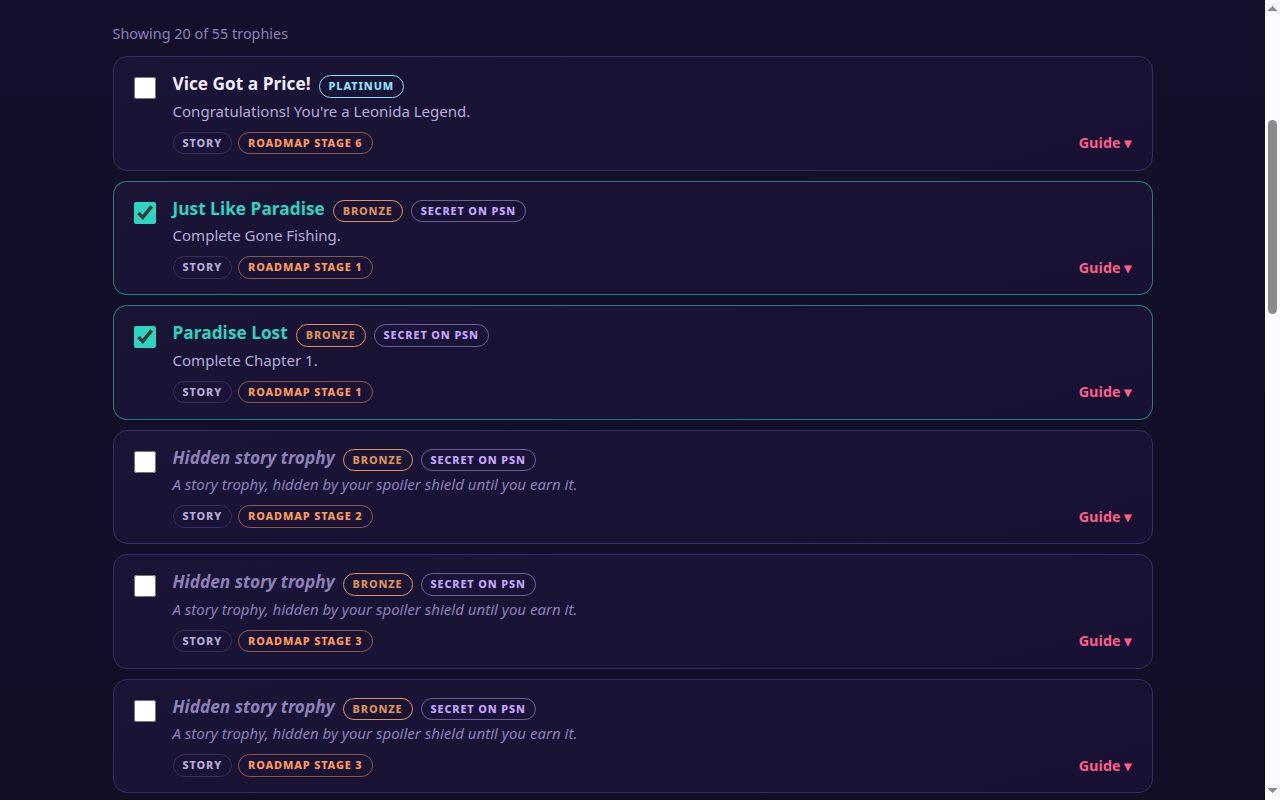 Showing 20 of 55 trophies
Vice Got a Price! PLATINUM
Congratulations! You're a Leonida Legend.
STORY ROADMAP STAGE 6 Guide ▼
Just Like Paradise BRONZE SECRET ON PSN
Complete Gone Fishing.
STORY ROADMAP STAGE 1 Guide ▼
Paradise Lost BRONZE SECRET ON PSN
Complete Chapter 1.
STORY ROADMAP STAGE 1 Guide ▼
Hidden story trophy BRONZE SECRET ON PSN
A story trophy, hidden by your spoiler shield until you earn it.
STORY ROADMAP STAGE 2 Guide ▼
Hidden story trophy BRONZE SECRET ON PSN
A story trophy, hidden by your spoiler shield until you earn it.
STORY ROADMAP STAGE 3 Guide ▼
Hidden story trophy BRONZE SECRET ON PSN
A story trophy, hidden by your spoiler shield until you earn it.
STORY ROADMAP STAGE 3 Guide ▼